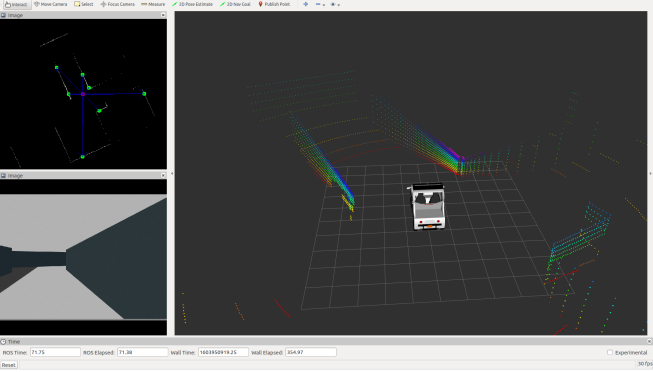 Interact Move Camera Select Focus Camera Measure 2D Pose Estimate 2D Nav Goal Publish Point
Image
Image
Time
ROS Time: 71.75 ROS Elapsed: 71.38 Wall Time: 1603950919.25 Wall Elapsed: 354.97 Experimental
Reset 30 fps